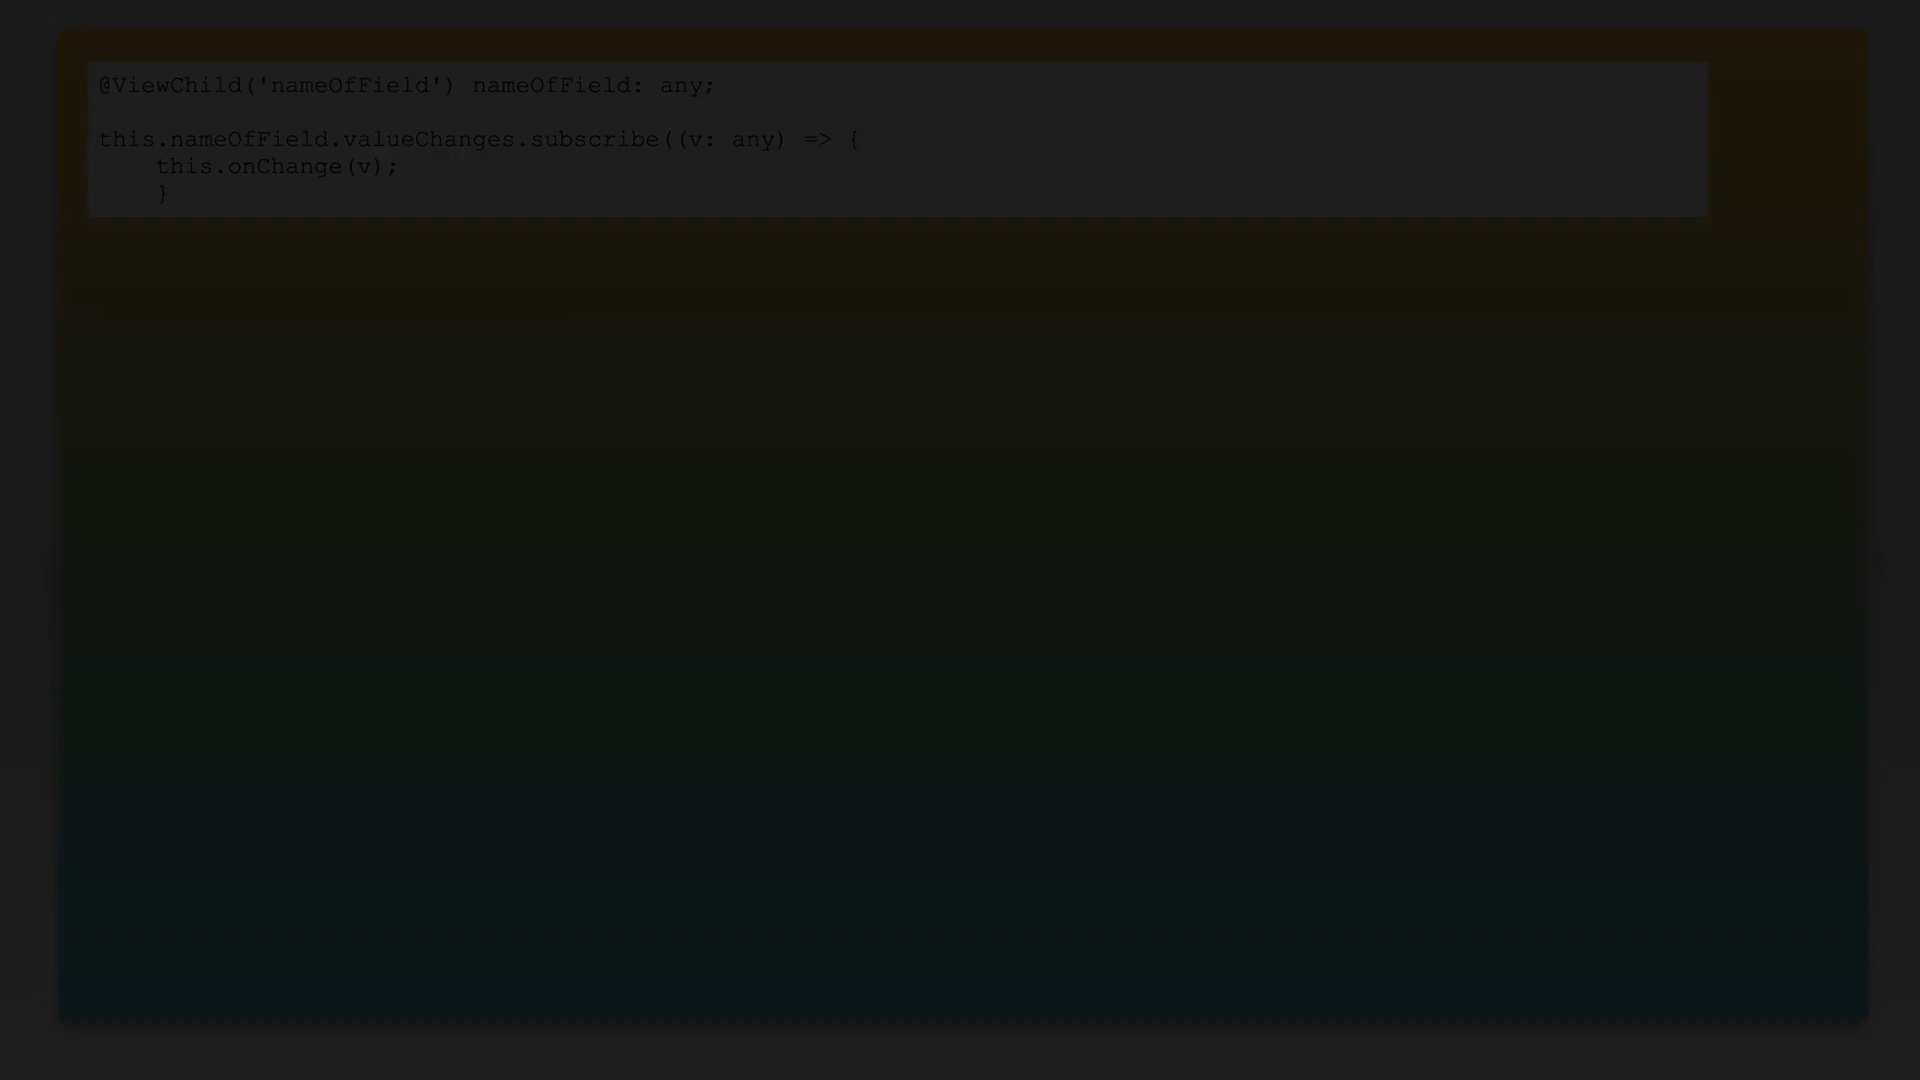 @ViewChild('nameOfField') nameOfField: any;
this.nameOfField.valueChanges.subscribe((v: any) => {
this.onChange(v);
}